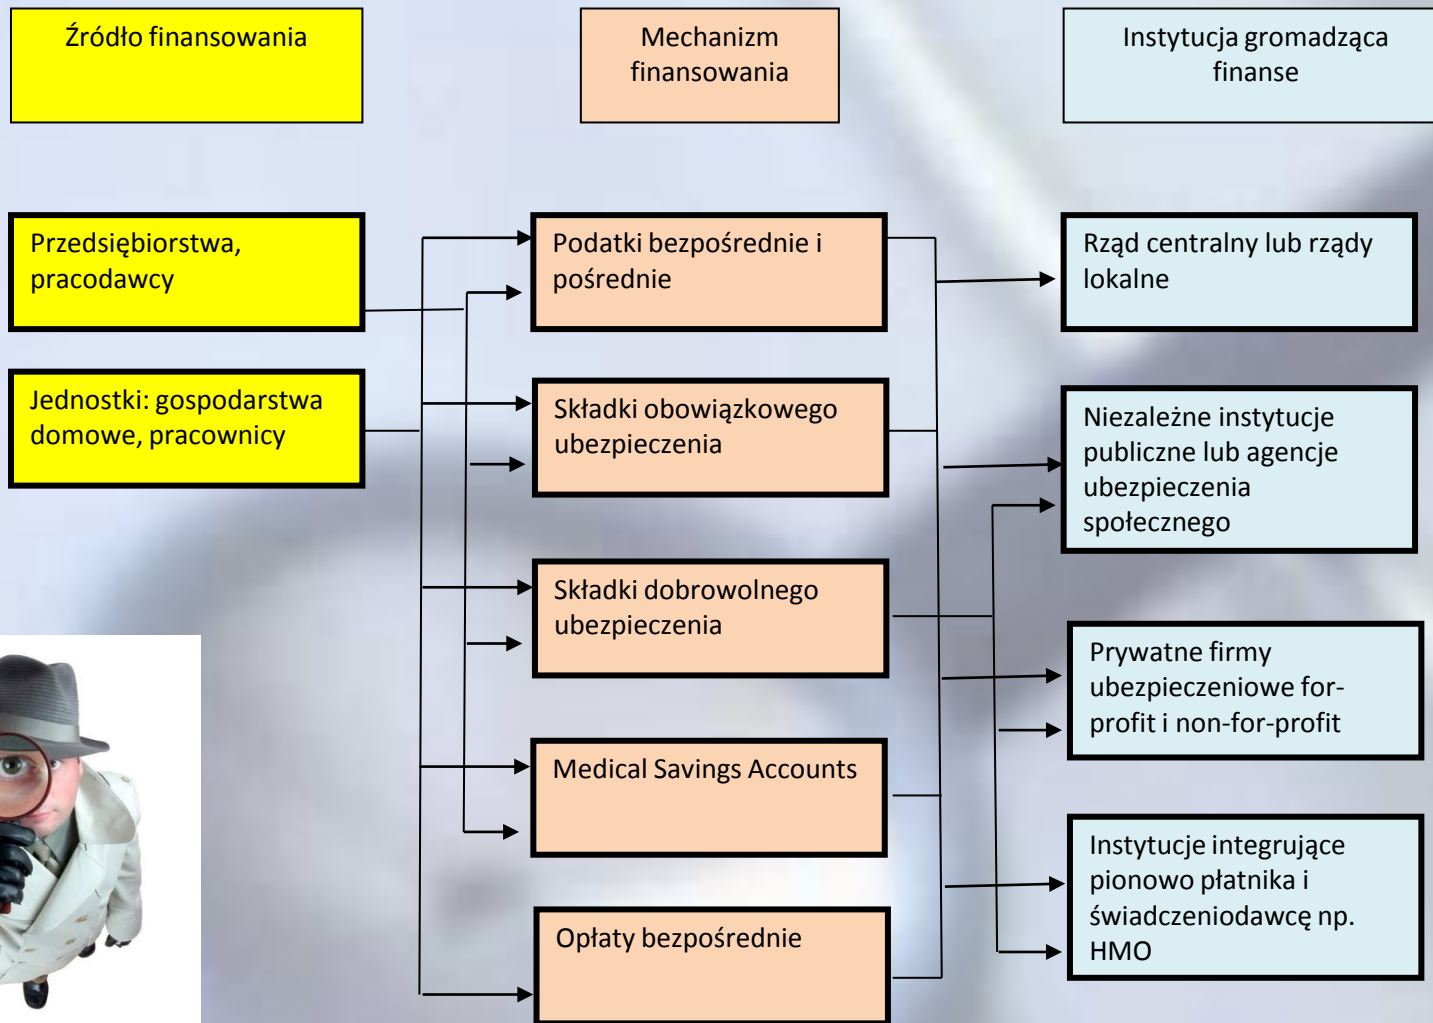 Źródło finansowania
Mechanizm
finansowania
Instytucja gromadząca
finanse
Przedsiębiorstwa,
pracodawcy
Jednostki: gospodarstwa
domowe, pracownicy
Podatki bezpośrednie i
pośrednie
Składki obowiązkowego
ubezpieczenia
Składki dobrowolnego
ubezpieczenia
Medical Savings Accounts
Opłaty bezpośrednie
Rząd centralny lub rządy
lokalne
Niezależne instytucje
publiczne lub agencje
ubezpieczenia
społecznego
Prywatne firmy
ubezpieczeniowe for-
profit i non-for-profit
Instytucje integrujące
pionowo płatnika i
świadczeniodawcę np.
HMO